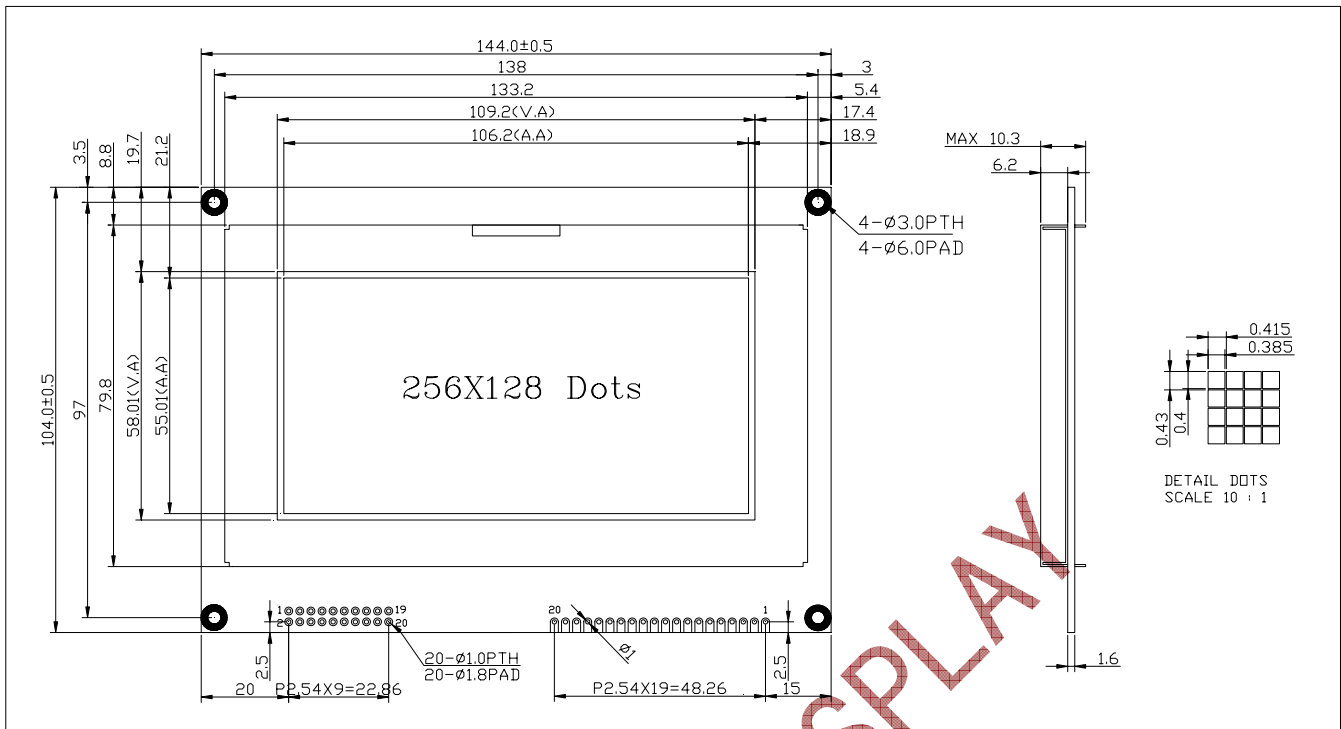 144.0±0.5
138
3
133.2
5.4
109.2(V.A)
17.4
106.2(A.A)
18.9
3.5
8.8
19.7
21.2
MAX 10.3
6.2
4-ø3.0PTH
4-ø6.0PAD
104.0±0.5
97
79.8
58.01(V.A)
55.01(A.A)
256X128 Dots
0.415
0.385
0.43
0.4
DETAIL DOTS
SCALE 10 : 1
1
19
2
20
20
1
ø1
20-ø1.0PTH
20-ø1.8PAD
2.5
2.5
1.6
20
P2.54X9=22.86
P2.54X19=48.26
15
SPLAY